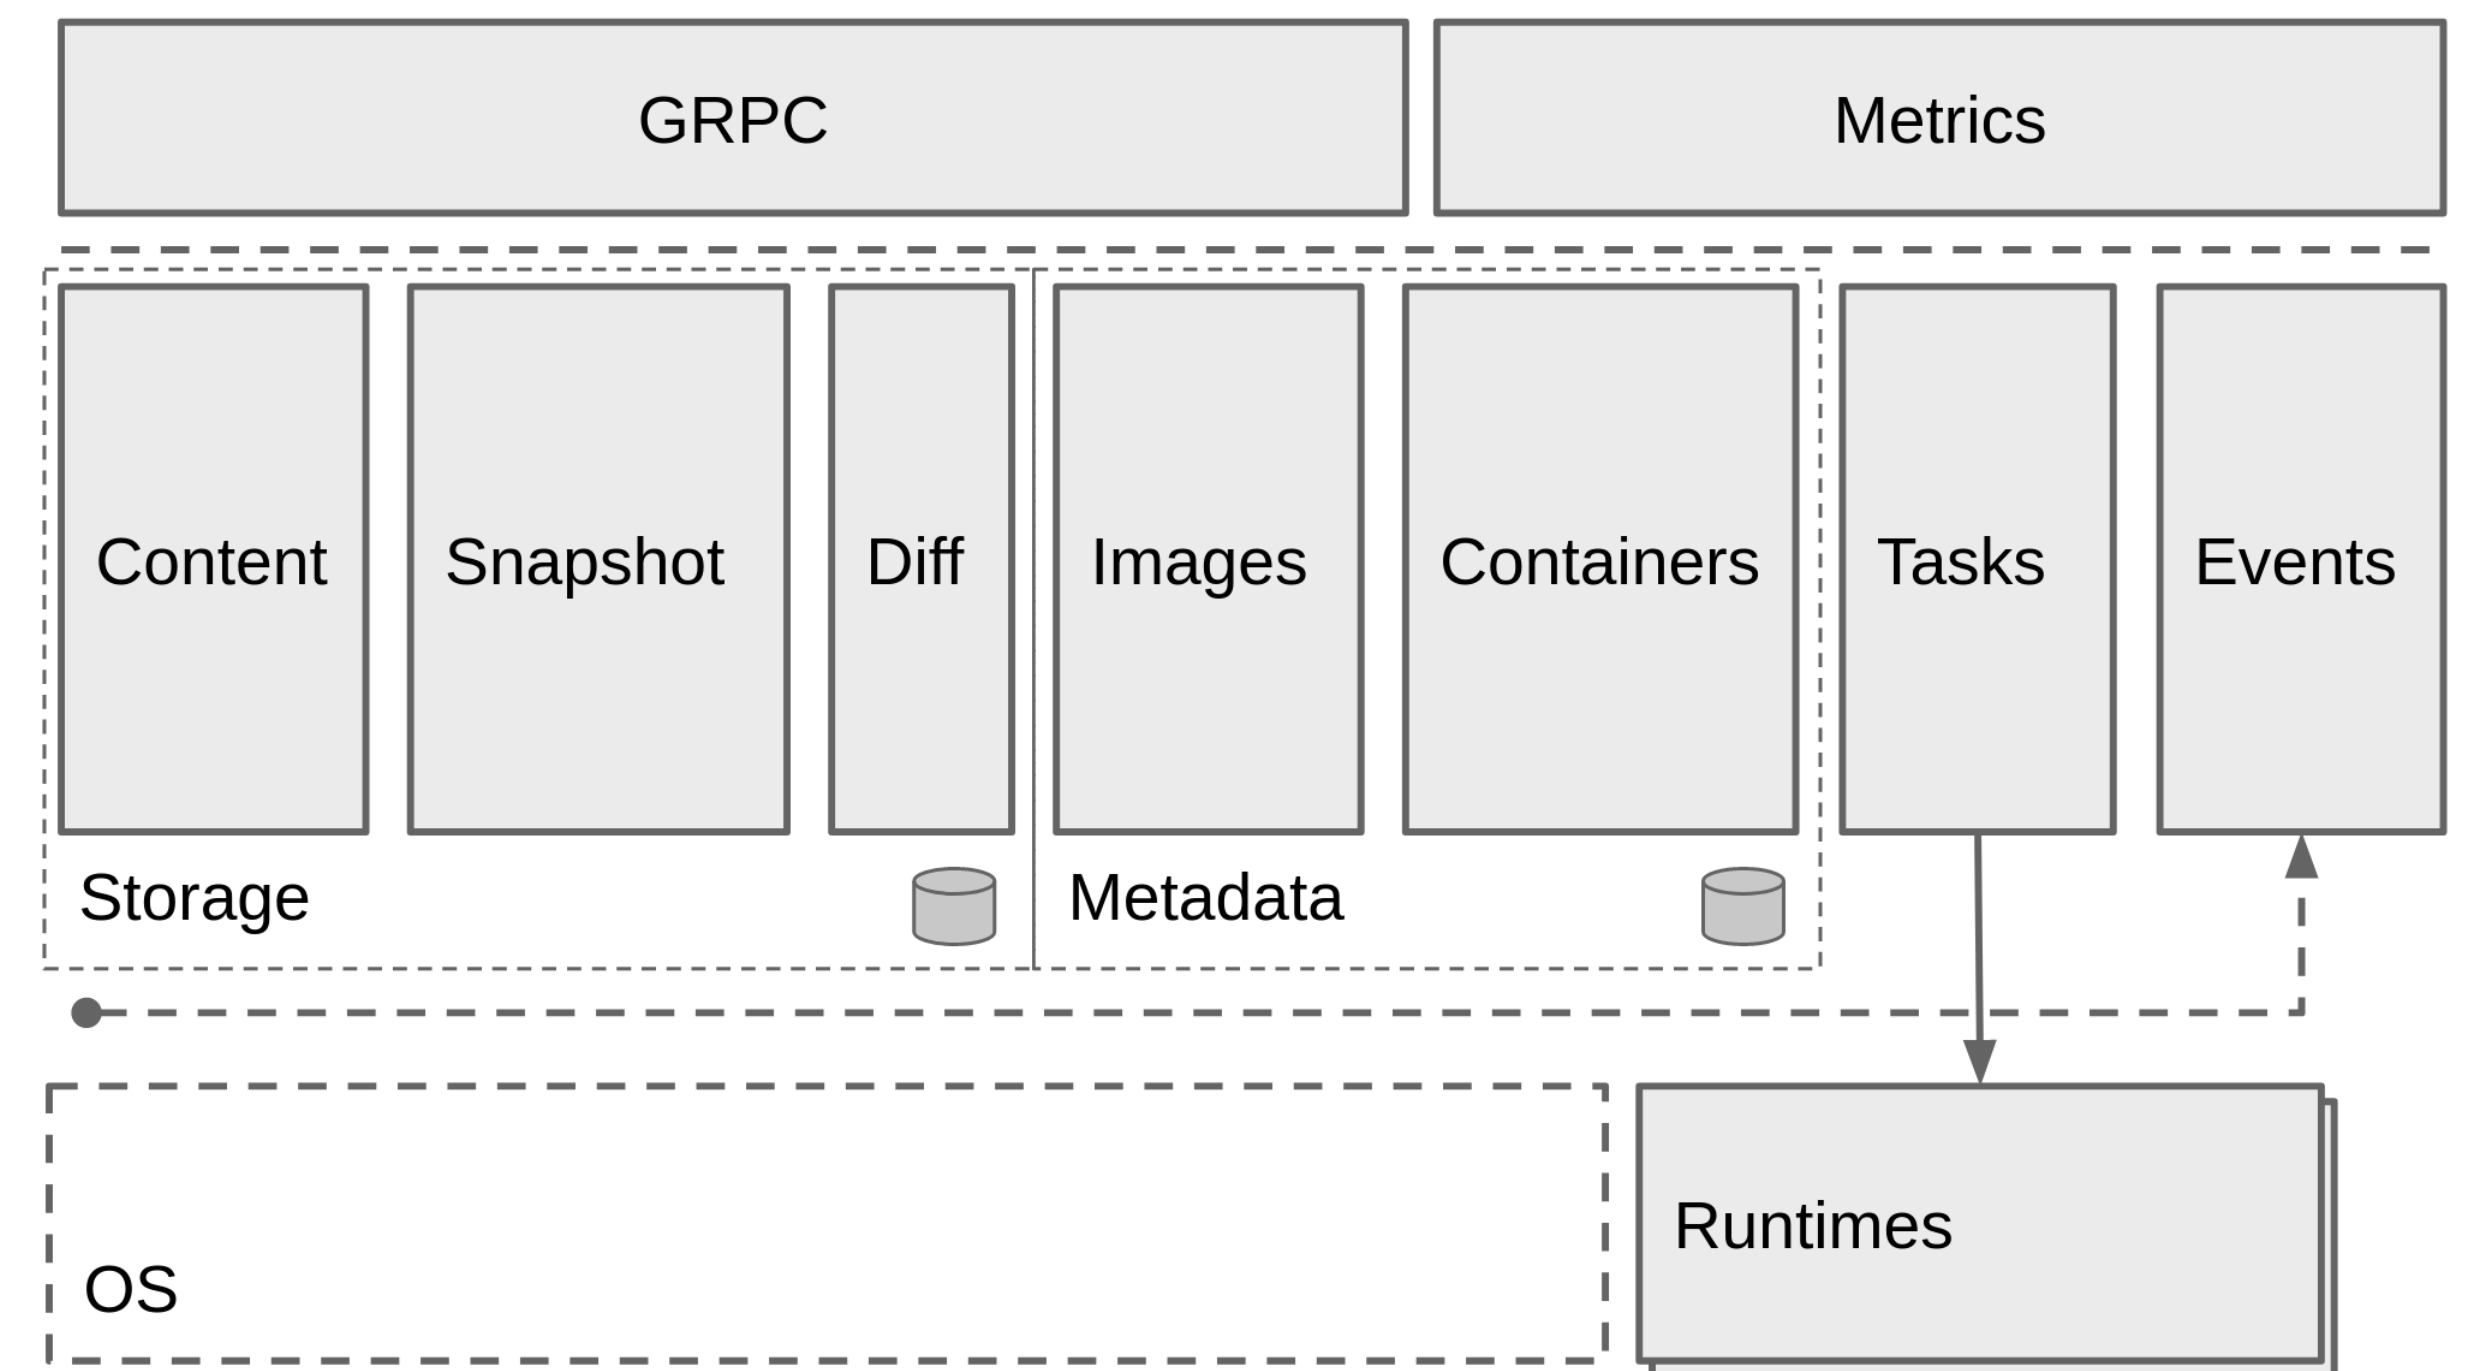 GRPC
Metrics
Content
Snapshot
Diff
Images
Containers
Tasks
Events
Storage
Metadata
Runtimes
OS